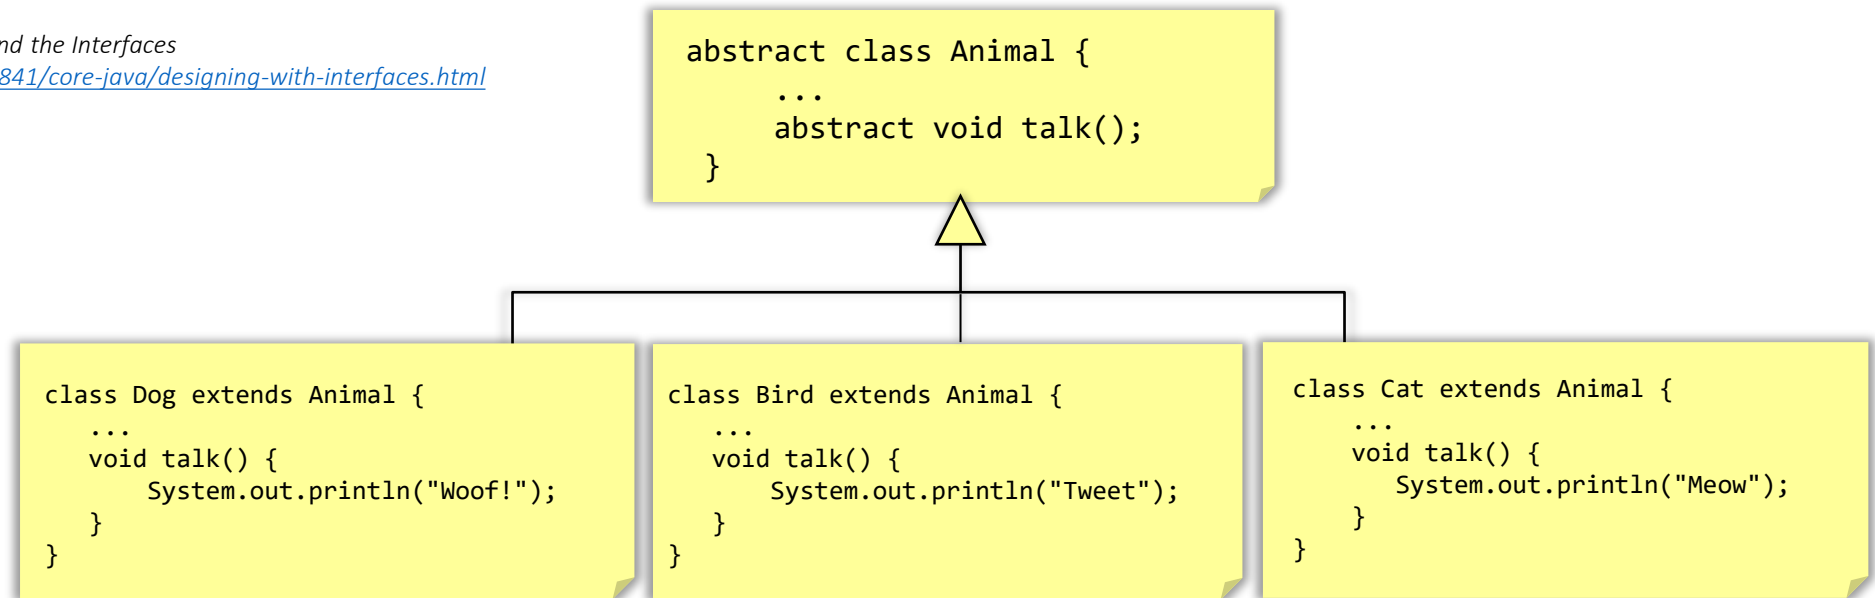 nd the Interfaces
841/core-java/designing-with-interfaces.html
abstract class Animal {
...
abstract void talk();
}
class Dog extends Animal {
...
void talk() {
System.out.println("Woof!");
}
}
class Bird extends Animal {
...
void talk() {
System.out.println("Tweet");
}
}
class Cat extends Animal {
...
void talk() {
System.out.println("Meow");
}
}